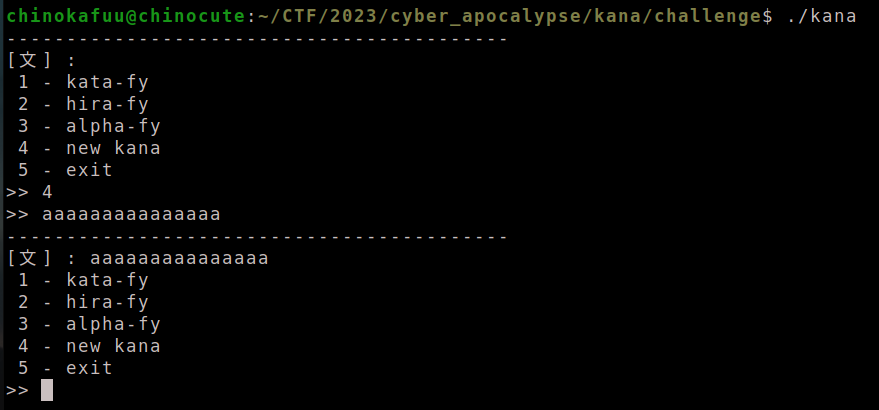 chinokafuu@chinocute:~/CTF/2023/cyber_apocalypse/kana/challenge$ ./kana
------------------------------------------
[文] :
 1 - kata-fy
 2 - hira-fy
 3 - alpha-fy
 4 - new kana
 5 - exit
>> 4
>> aaaaaaaaaaaaaaa
------------------------------------------
[文] : aaaaaaaaaaaaaaa
 1 - kata-fy
 2 - hira-fy
 3 - alpha-fy
 4 - new kana
 5 - exit
>>